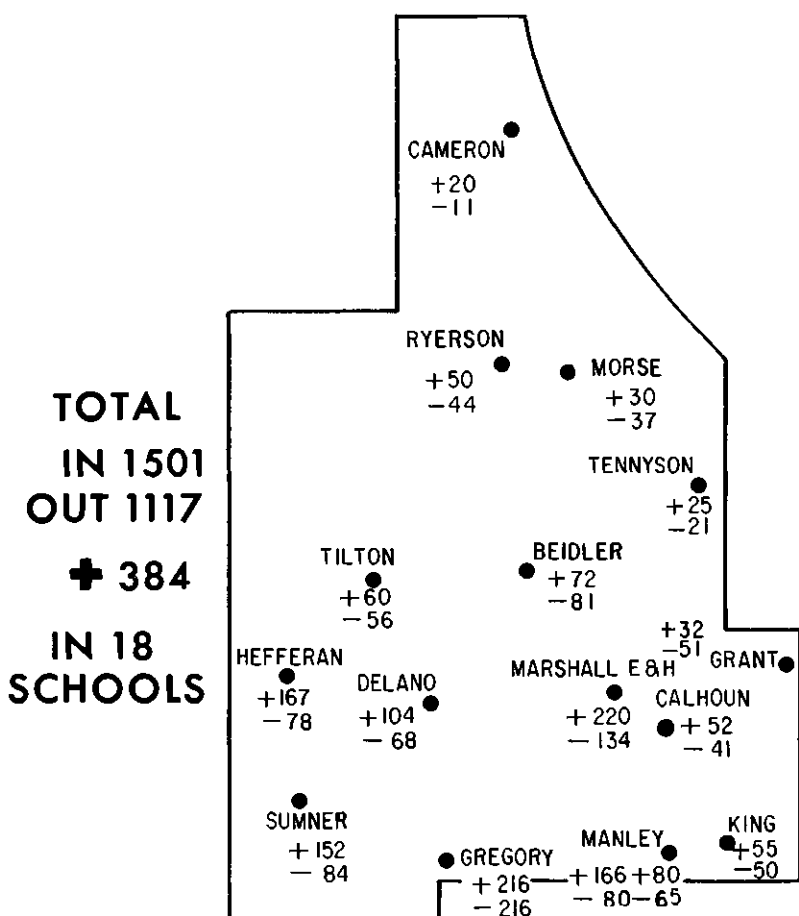 CAMERON
+20
-11
RYERSON
+50
-44
MORSE
+30
-37
TOTAL
IN 1501
OUT 1117
+ 384
IN 18
SCHOOLS
TENNYSON
+25
-21
TILTON
+60
-56
BEIDLER
+72
-81
+32
-51
GRANT
HEFFERAN
+167
-78
DELANO
+104
-68
MARSHALL E&H
+220
-134
CALHOUN
+52
-41
SUMNER
+152
-84
GREGORY
+216
-216
MANLEY
+166 +80
-80 -65
KING
+55
-50